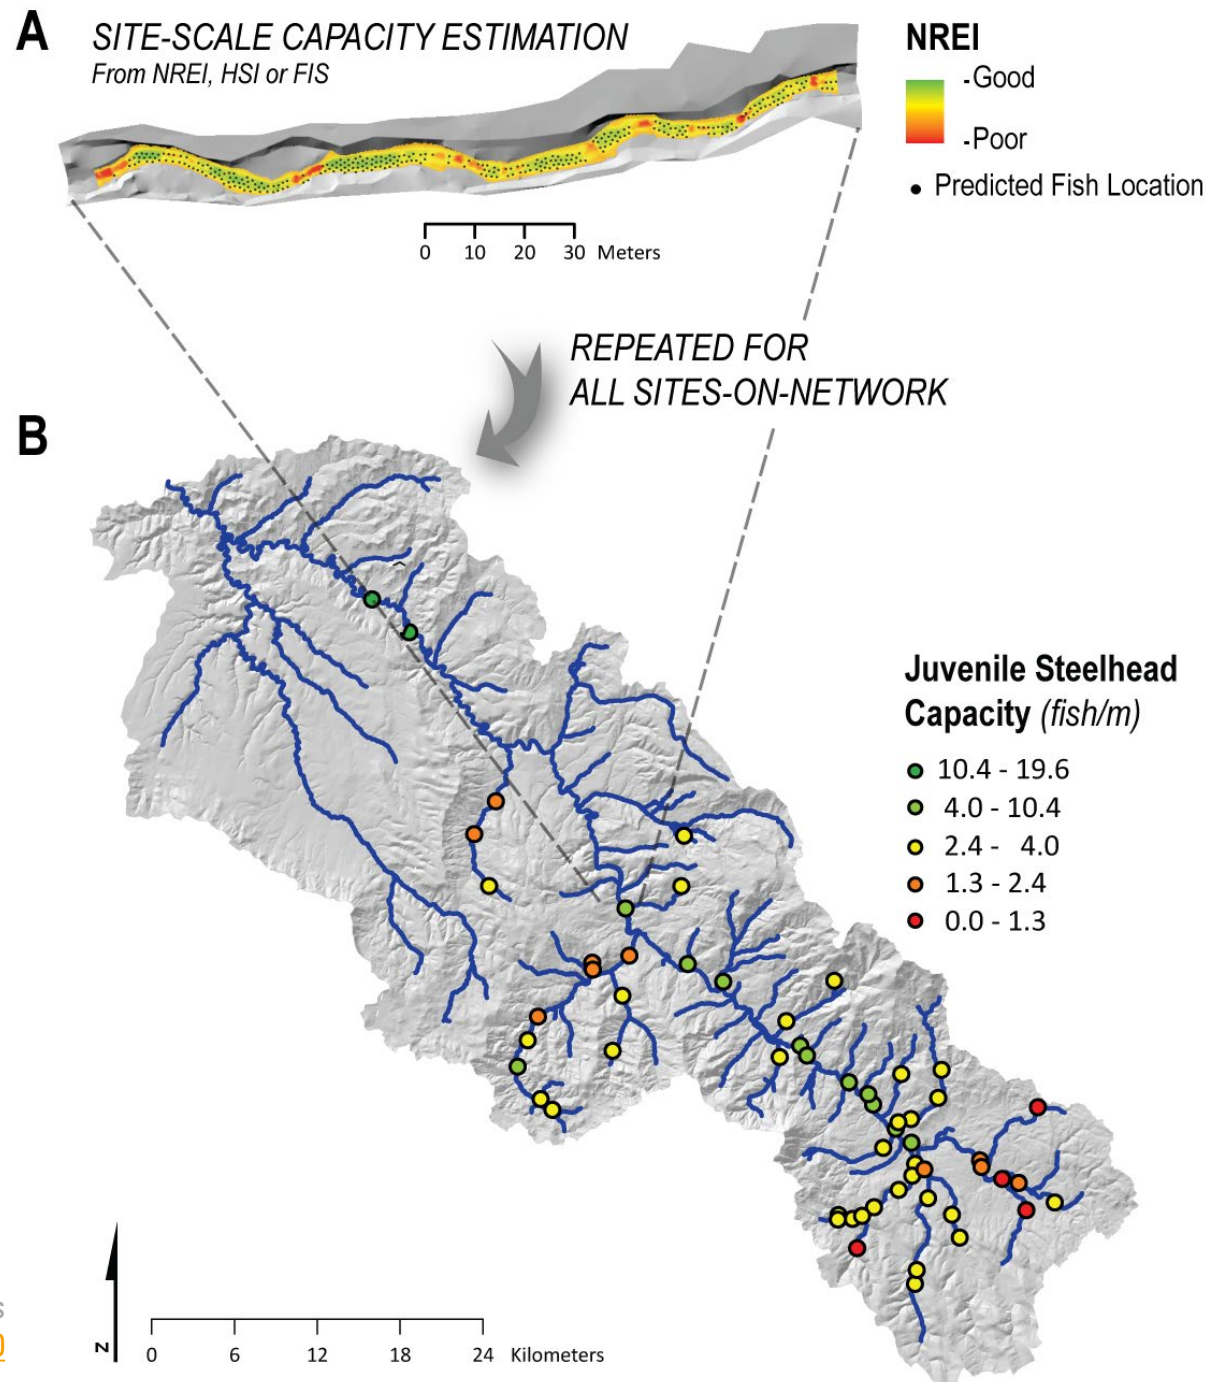 A
SITE-SCALE CAPACITY ESTIMATION
From NREI, HSI or FIS
NREI
-Good
-Poor
Predicted Fish Location
0 10 20 30 Meters
REPEATED FOR
ALL SITES-ON-NETWORK
B
Juvenile Steelhead
Capacity (fish/m)
10.4 - 19.6
4.0 - 10.4
2.4 - 4.0
1.3 - 2.4
0.0 - 1.3
N
0 6 12 18 24 Kilometers